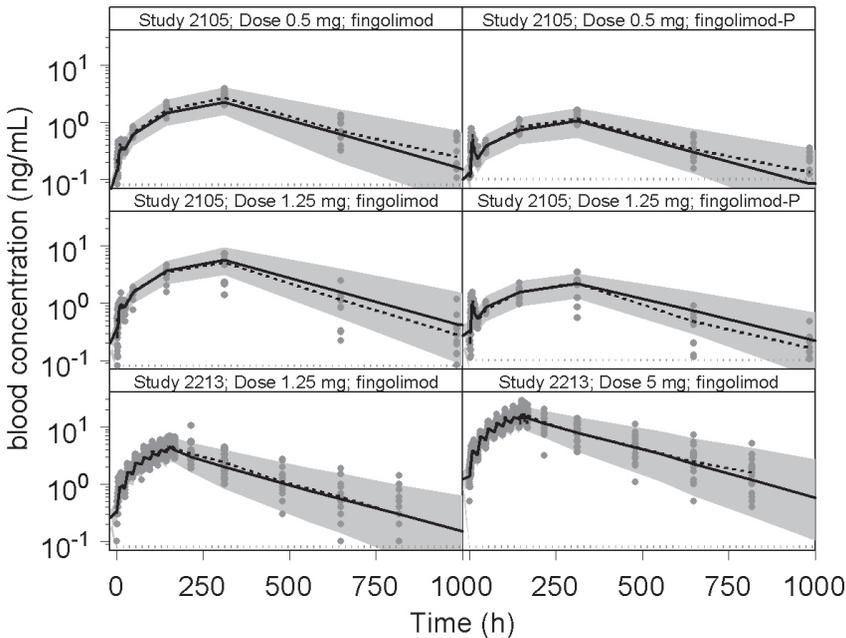 Study 2105; Dose 0.5 mg; fingolimod
Study 2105; Dose 0.5 mg; fingolimod-P
10¹
10⁰
10⁻¹
Study 2105; Dose 1.25 mg; fingolimod
Study 2105; Dose 1.25 mg; fingolimod-P
10¹
10⁰
10⁻¹
Study 2213; Dose 1.25 mg; fingolimod
Study 2213; Dose 5 mg; fingolimod
10¹
10⁰
10⁻¹
blood concentration (ng/mL)
0 250 500 750 1000 0 250 500 750 1000
Time (h)